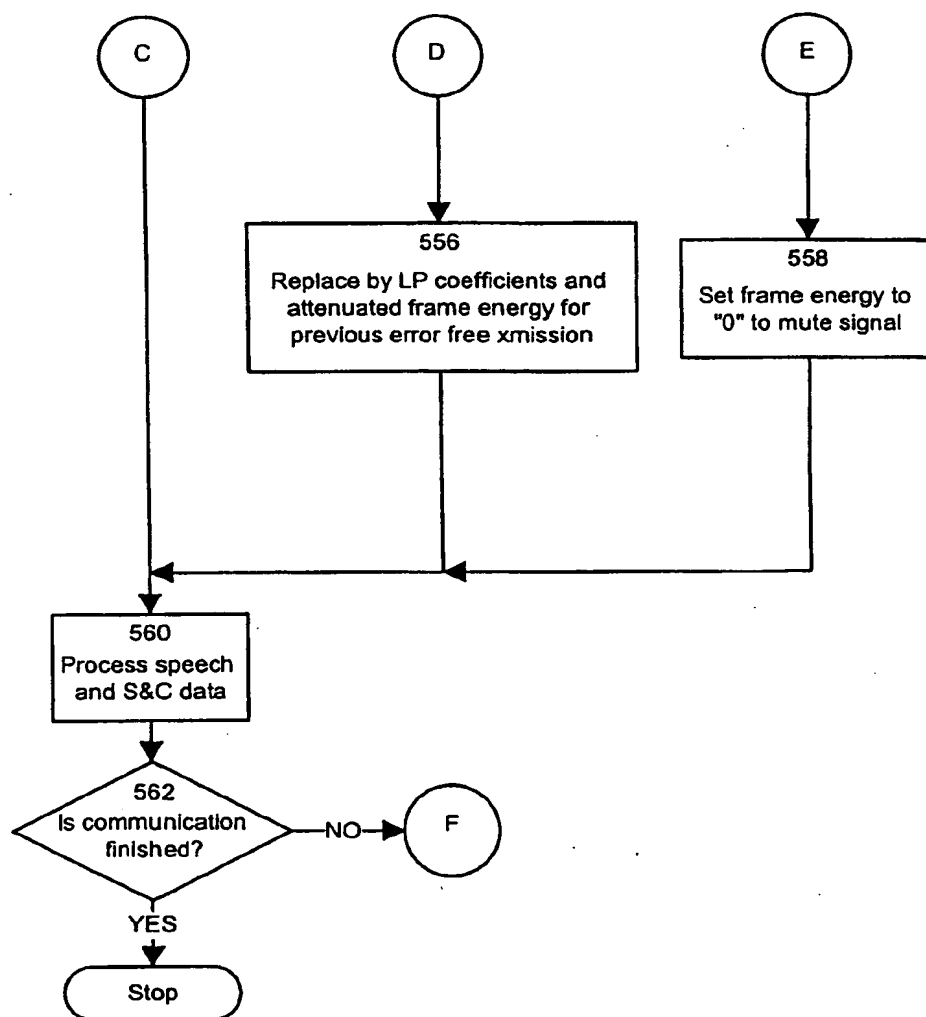 C
D
E
556
Replace by LP coefficients and
attenuated frame energy for
previous error free xmission
558
Set frame energy to
"0" to mute signal
560
Process speech
and S&C data
562
Is communication
finished?
NO
F
YES
Stop